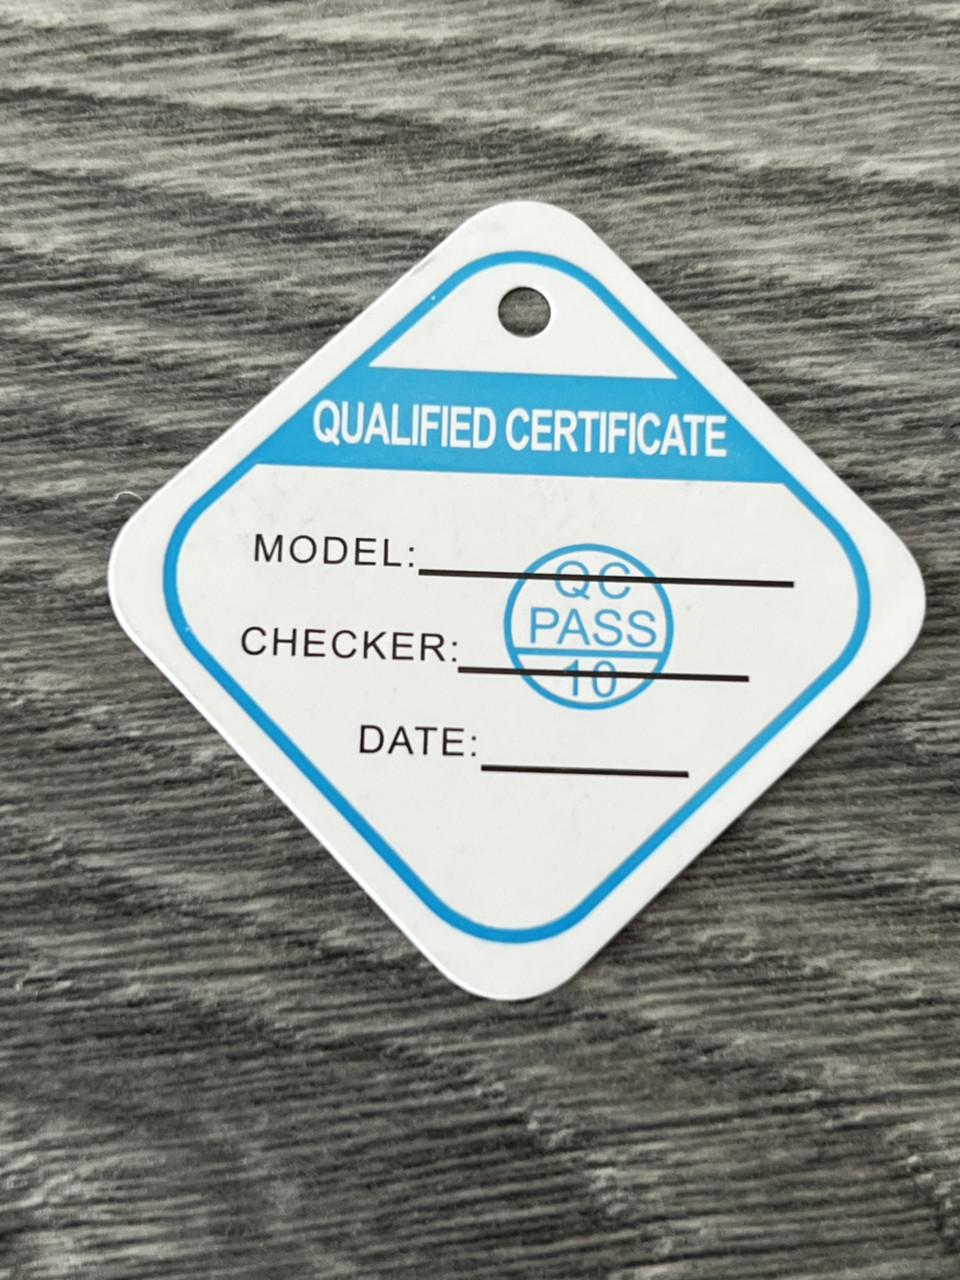 QUALIFIED CERTIFICATE
MODEL:
QC
PASS
CHECKER:
10
DATE: